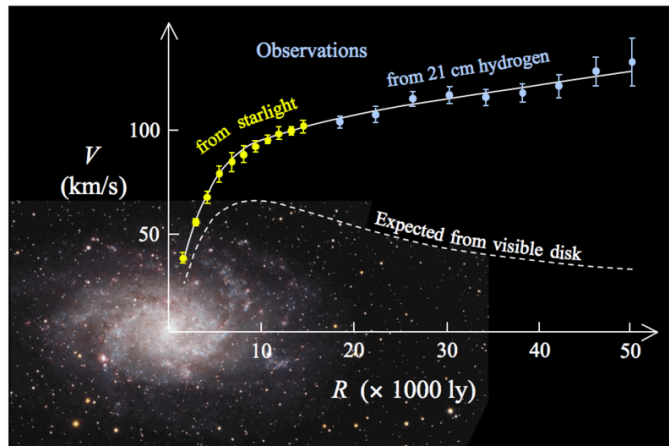 Observations
from starlight
from 21 cm hydrogen
100
V
(km/s)
50
Expected from visible disk
10
20
30
40
50
R (× 1000 ly)